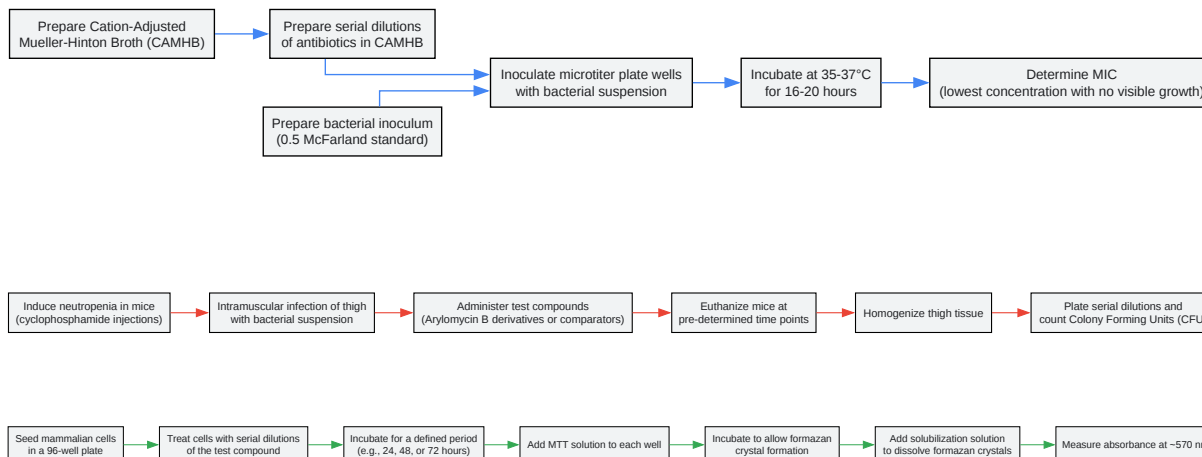 Prepare Cation-Adjusted
Mueller-Hinton Broth (CAMHB)
Prepare serial dilutions
of antibiotics in CAMHB
Inoculate microtiter plate wells
with bacterial suspension
Incubate at 35-37°C
for 16-20 hours
Determine MIC
(lowest concentration with no visible growth)
Prepare bacterial inoculum
(0.5 McFarland standard)
Induce neutropenia in mice
(cyclophosphamide injections)
Intramuscular infection of thigh
with bacterial suspension
Administer test compounds
(Arylomycin B derivatives or comparators)
Euthanize mice at
pre-determined time points
Homogenize thigh tissue
Plate serial dilutions and
count Colony Forming Units (CFU
Seed mammalian cells
in a 96-well plate
Treat cells with serial dilutions
of the test compound
Incubate for a defined period
(e.g., 24, 48, or 72 hours)
Add MTT solution to each well
Incubate to allow formazan
crystal formation
Add solubilization solution
to dissolve formazan crystals
Measure absorbance at ~570 nm